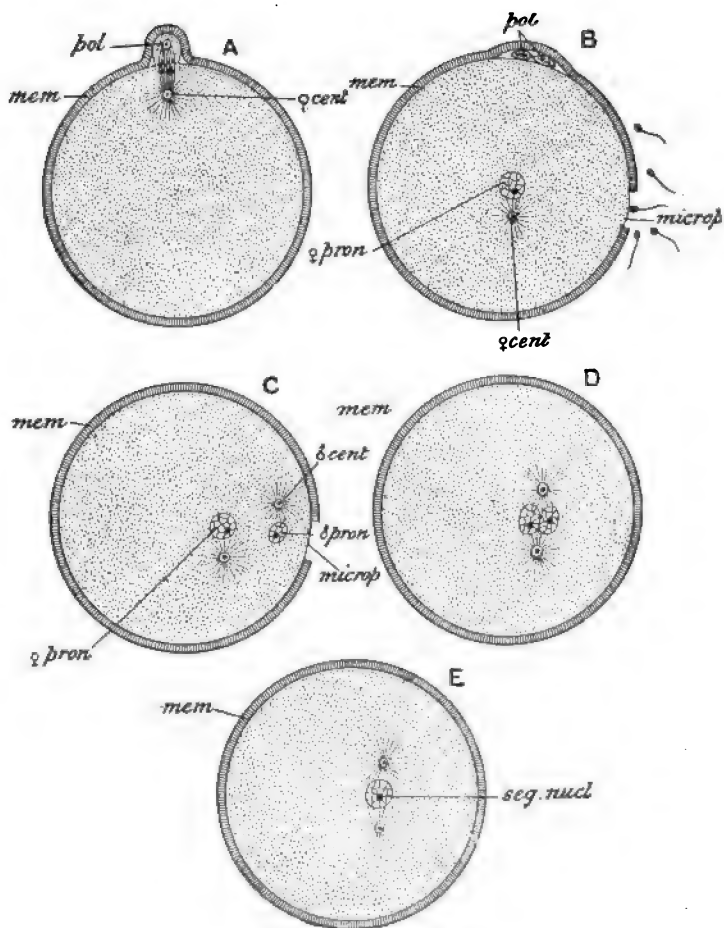 pol
A
mem
♀cent
pol
B
mem
microp
♀pron
♀cent
C
mem
♂cent
♂pron
microp
♀pron
D
mem
E
mem
seg.nucl